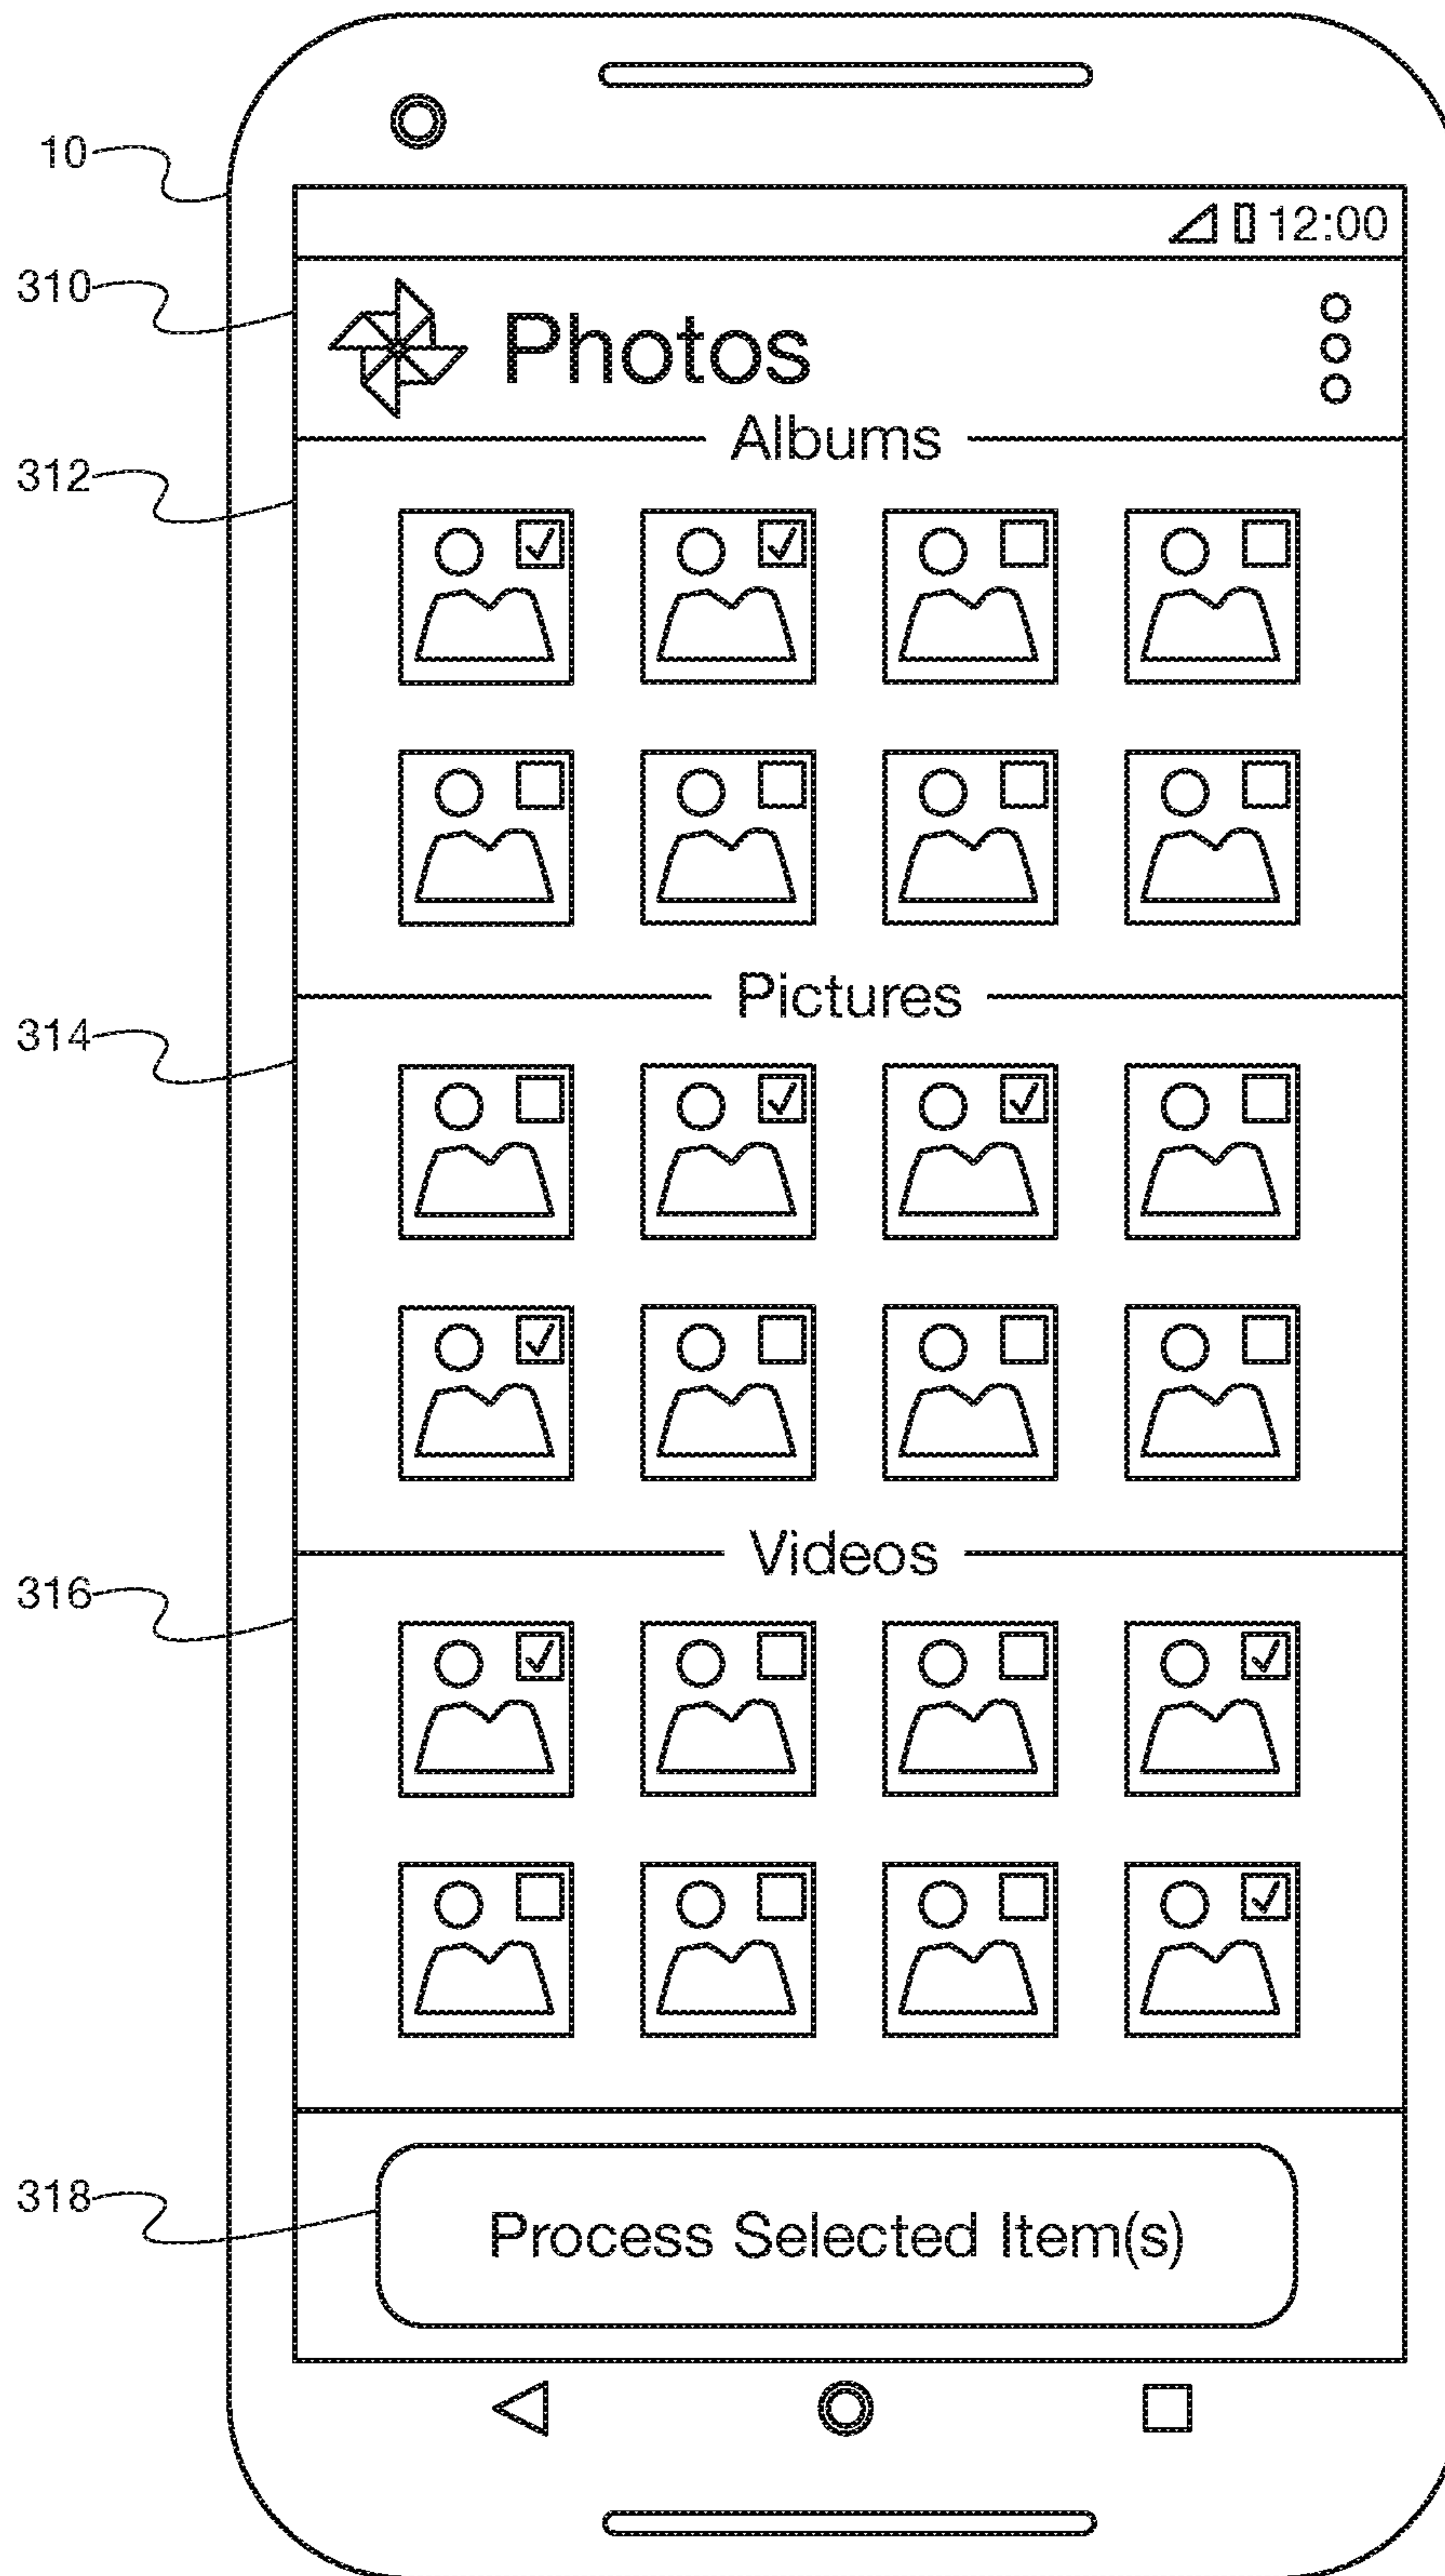 10
12:00
310
Photos
Albums
312
Pictures
314
Videos
316
318
Process Selected Item(s)